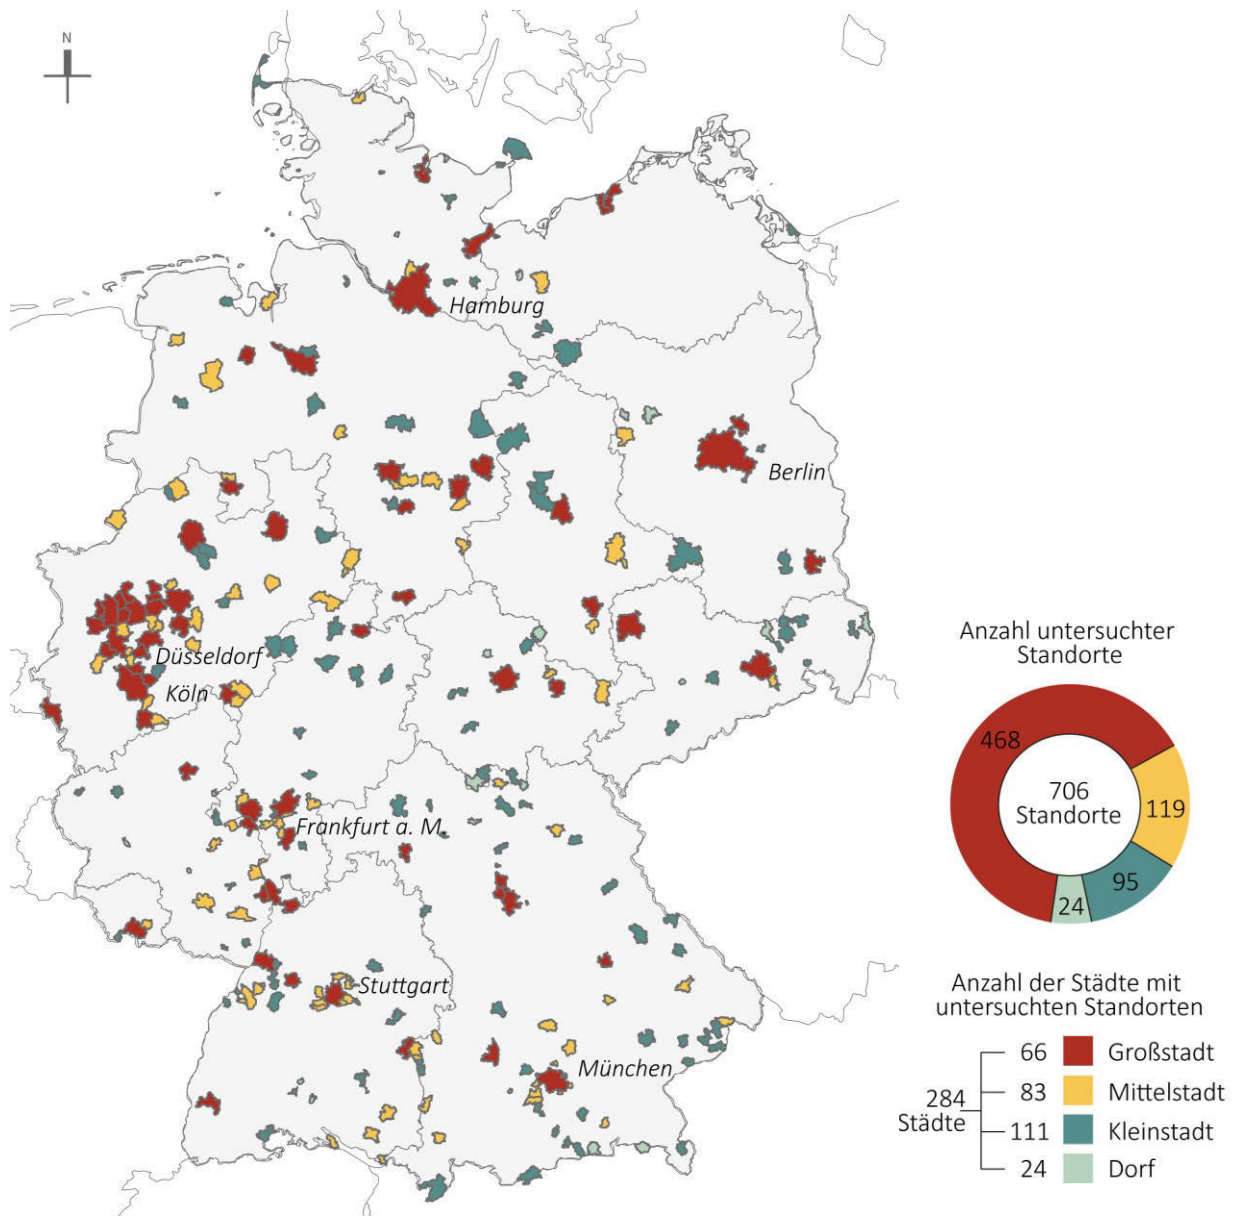 N
Hamburg
Berlin
Düsseldorf
Köln
Frankfurt a. M.
Stuttgart
München
Anzahl untersuchter
Standorte
468
706
Standorte
119
95
24
Anzahl der Städte mit
untersuchten Standorten
284
Städte
66 Großstadt
83 Mittelstadt
111 Kleinstadt
24 Dorf